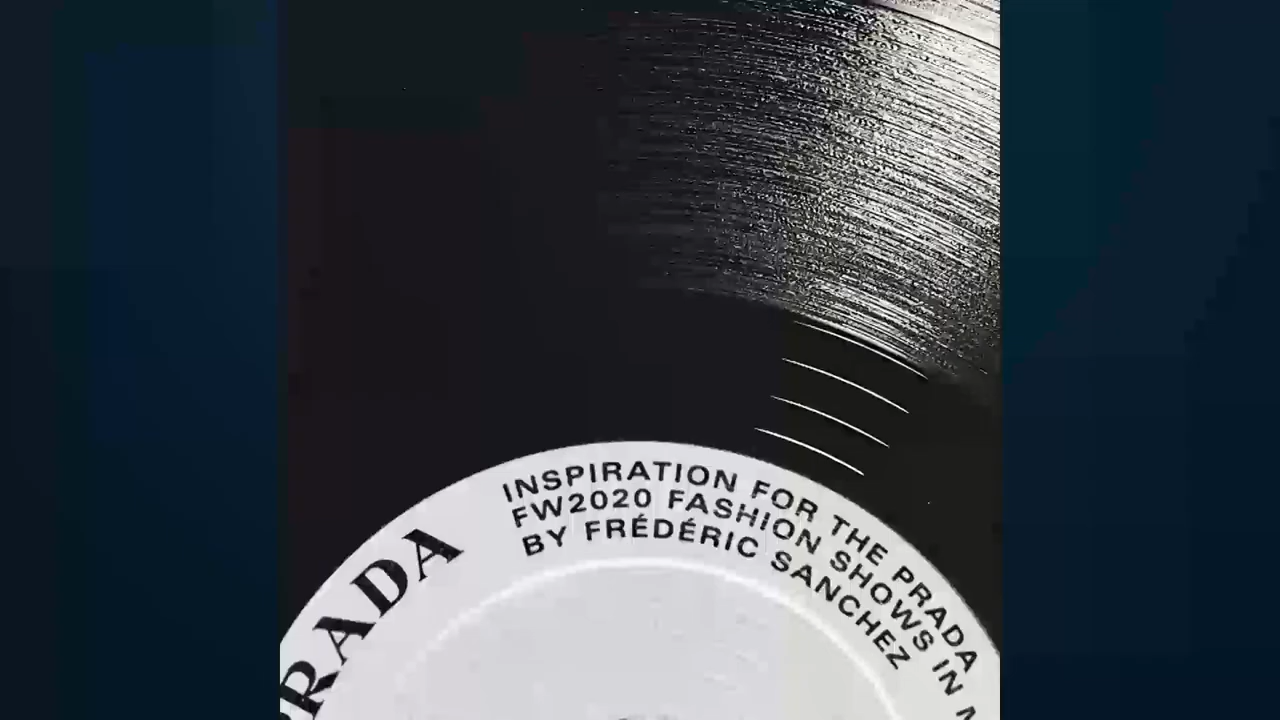 PRADA
INSPIRATION FOR THE PRADA
FW2020 FASHION SHOWS IN
BY FRÉDÉRIC SANCHEZ